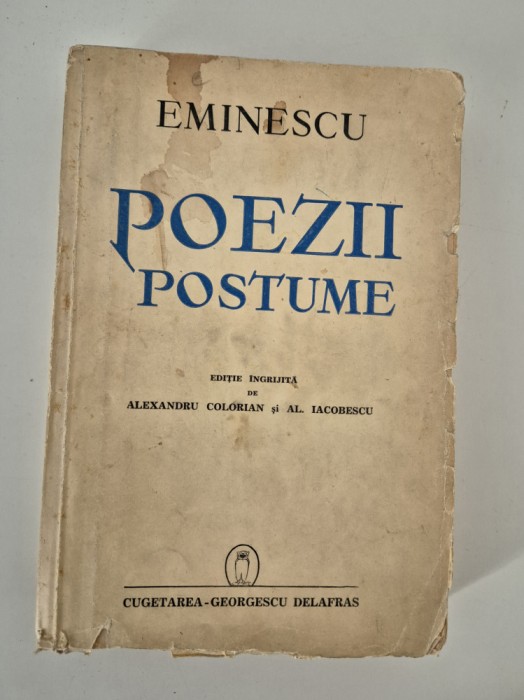 EMINESCU
POEZII
POSTUME
EDIȚIE ÎNGRIJITĂ
DE
ALEXANDRU COLORIAN și AL. IACOBESCU
CUGETAREA-GEORGESCU DELAFRAS